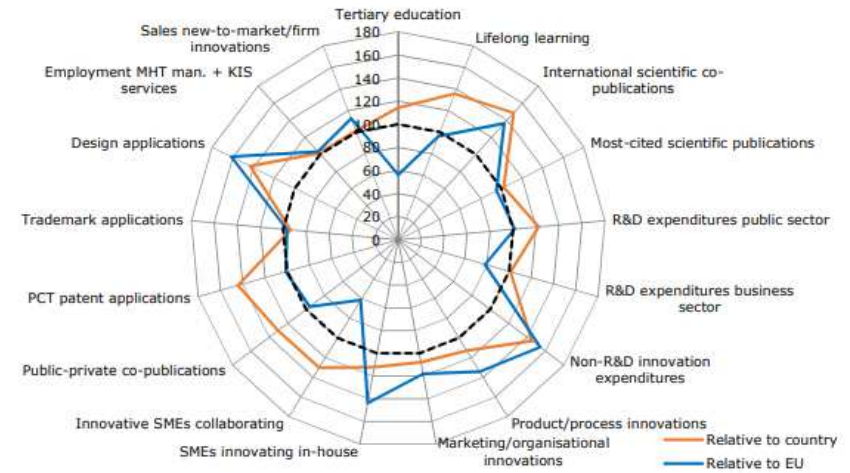 Tertiary education
Sales new-to-market/firm
innovations
Lifelong learning
Employment MHT man. + KIS
services
International scientific co-
publications
Design applications
Most-cited scientific publications
Trademark applications
R&D expenditures public sector
PCT patent applications
R&D expenditures business
sector
Public-private co-publications
Non-R&D innovation
expenditures
Innovative SMEs collaborating
Product/process innovations
SMEs innovating in-house
Marketing/organisational
innovations
180
160
140
120
100
80
60
40
20
0
Relative to country
Relative to EU